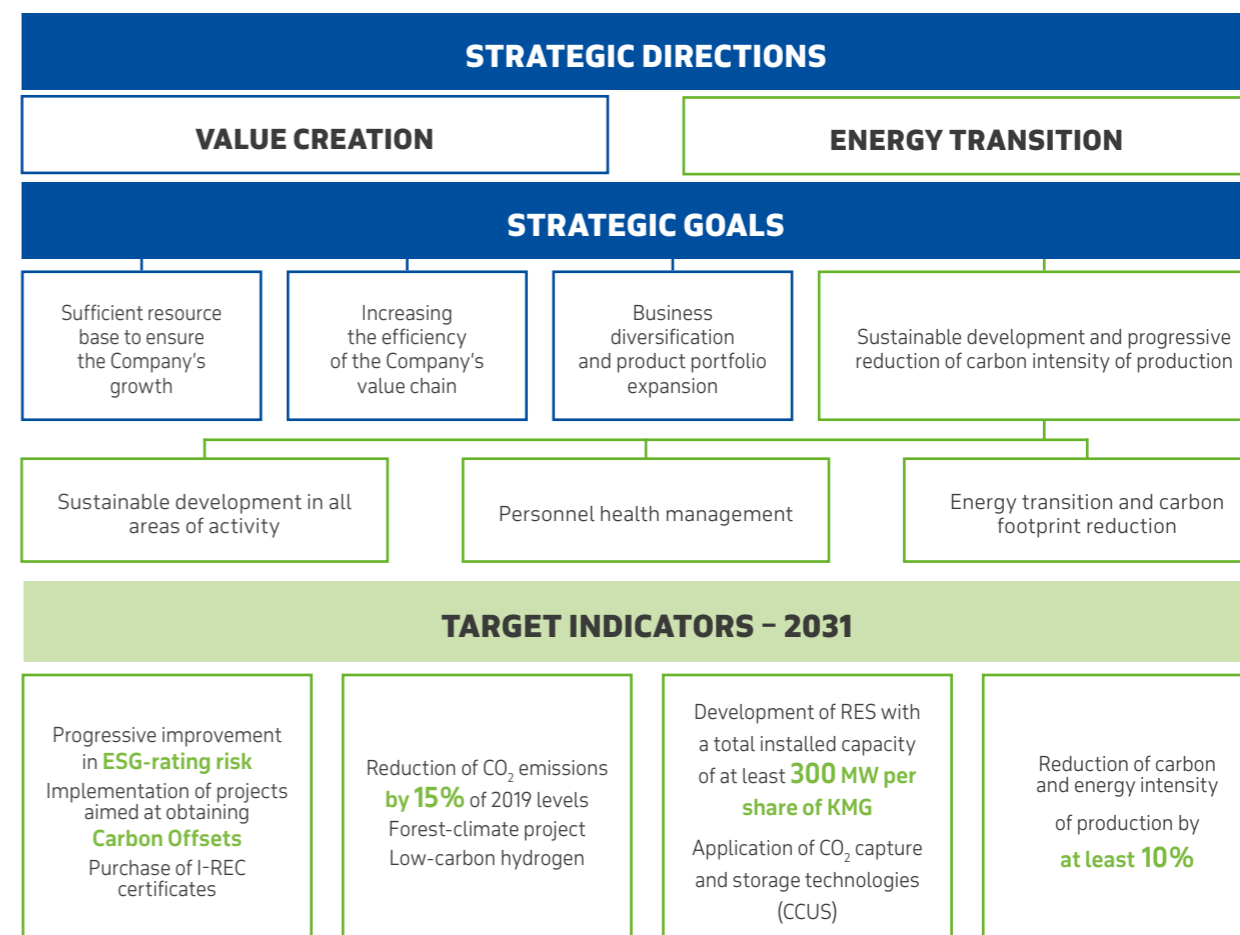 STRATEGIC DIRECTIONS
VALUE CREATION
ENERGY TRANSITION
STRATEGIC GOALS
Sufficient resource
base to ensure
the Company's
growth
Increasing
the efficiency
of the Company's
value chain
Business
diversification
and product portfolio
expansion
Sustainable development and progressive
reduction of carbon intensity of production
Sustainable development in all
areas of activity
Personnel health management
Energy transition and carbon
footprint reduction
TARGET INDICATORS – 2031
Progressive improvement
in ESG-rating risk
Implementation of projects
aimed at obtaining
Carbon Offsets
Purchase of I-REC
certificates
Reduction of CO₂ emissions
by 15% of 2019 levels
Forest-climate project
Low-carbon hydrogen
Development of RES with
a total installed capacity
of at least 300 MW per
share of KMG
Application of CO₂ capture
and storage technologies
(CCUS)
Reduction of carbon
and energy intensity
of production by
at least 10%